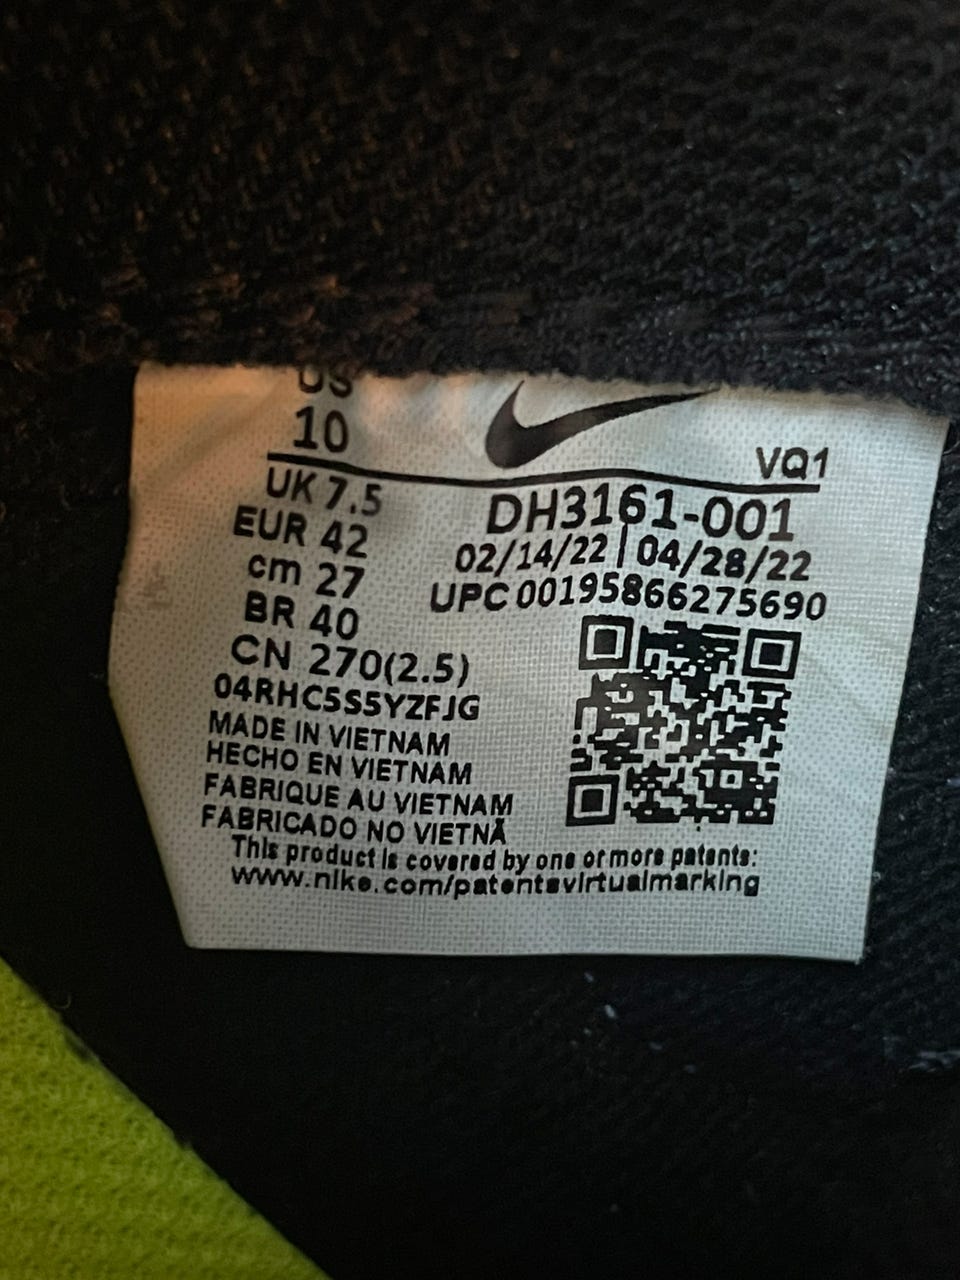 US
10
VQ1
UK 7.5
DH3161-001
EUR 42
02/14/22 | 04/28/22
cm 27
UPC 00195866275690
BR 40
CN 270(2.5)
04RHC5S5YZFJG
MADE IN VIETNAM
HECHO EN VIETNAM
FABRIQUE AU VIETNAM
FABRICADO NO VIETNÃ
This product is covered by one or more patents:
www.nike.com/patentsvirtualmarking